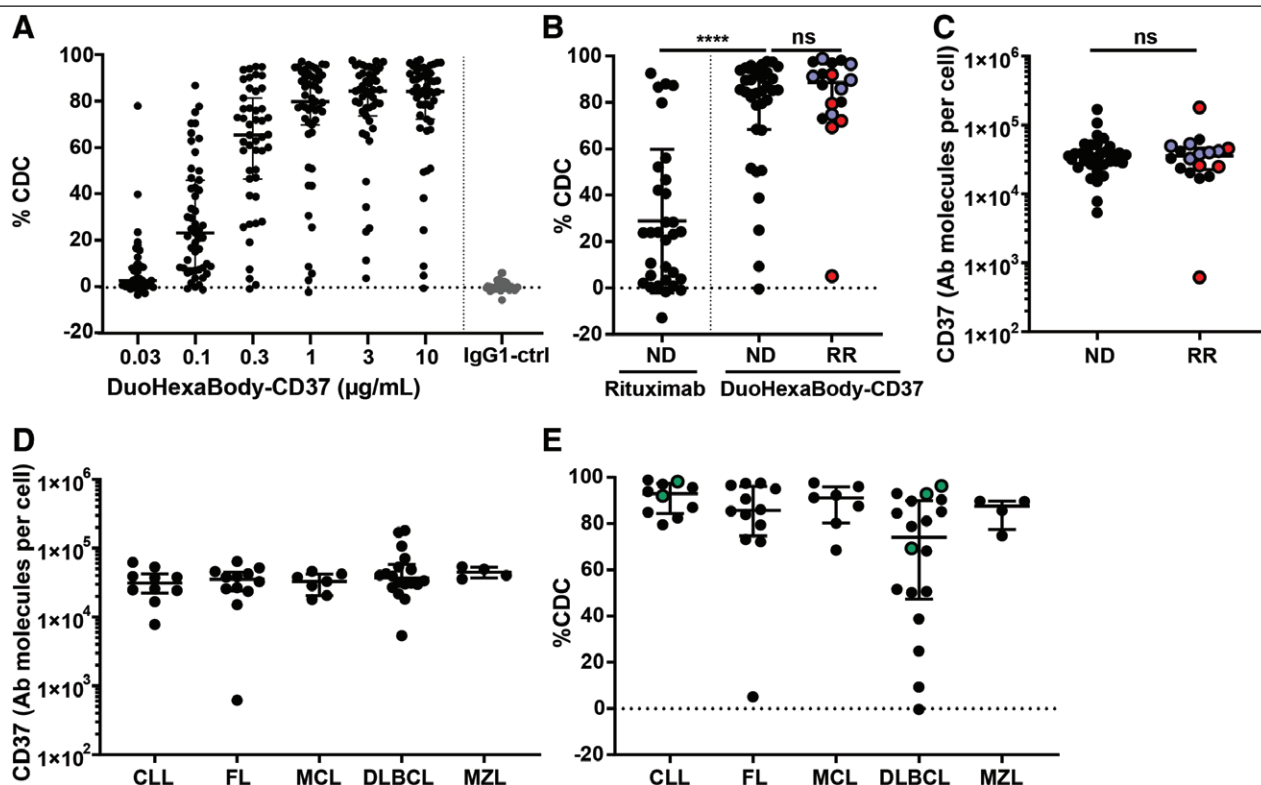 A
% CDC
100
80
60
40
20
0
-20
0.03 0.1 0.3 1 3 10 IgG1-ctrl
DuoHexaBody-CD37 (µg/mL)
B
% CDC
100
80
60
40
20
0
-20
**** ns
ND ND RR
Rituximab DuoHexaBody-CD37
C
CD37 (Ab molecules per cell)
1×10⁶
1×10⁵
1×10⁴
1×10³
1×10²
ns
ND RR
D
CD37 (Ab molecules per cell)
1×10⁶
1×10⁵
1×10⁴
1×10³
1×10²
CLL FL MCL DLBCL MZL
E
%CDC
100
80
60
40
20
0
-20
CLL FL MCL DLBCL MZL